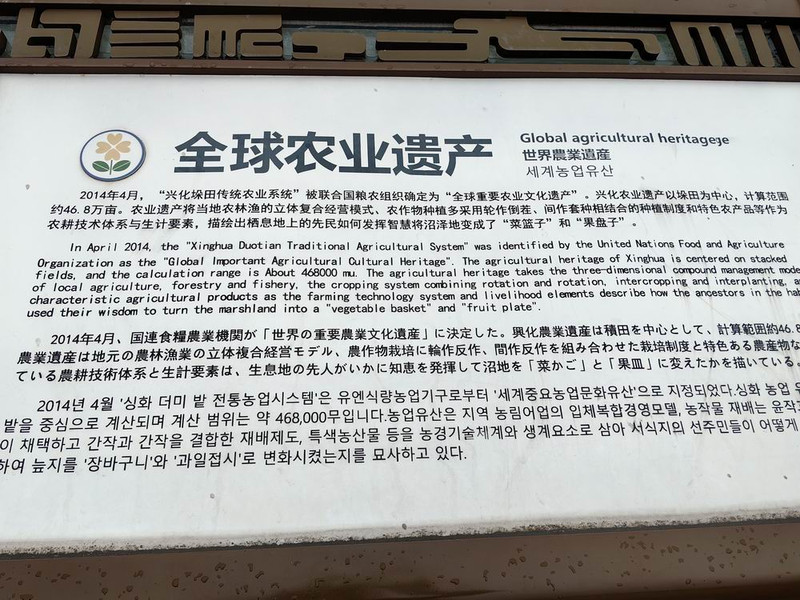 全球农业遗产
Global agricultural heritagege
世界農業遺産
세계농업유산
2014年4月，“兴化垛田传统农业系统”被联合国粮农组织确定为“全球重要农业文化遗产”。兴化农业遗产以垛田为中心，计算范围
约46.8万亩。农业遗产将当地农林渔的立体复合经营模式、农作物种植多采用轮作倒茬、间作套种相结合的种植制度和特色农产品等作为
农耕技术体系与生计要素，描绘出栖息地上的先民如何发挥智慧将沼泽地变成了“菜篮子”和“果盘子”。
In April 2014, the "Xinghua Duotian Traditional Agricultural System" was identified by the United Nations Food and Agriculture
Organization as the "Global Important Agricultural Cultural Heritage". The agricultural heritage of Xinghua is centered on stacked
fields, and the calculation range is About 468000 mu. The agricultural heritage takes the three-dimensional compound management mode
of local agriculture, forestry and fishery, the cropping system combining rotation and rotation, intercropping and interplanting, a
characteristic agricultural products as the farming technology system and livelihood elements describe how the ancestors in the
used their wisdom to turn the marshland into a "vegetable basket" and "fruit plate".
2014年4月、国連食糧農業機関が「世界の重要農業文化遺産」に決定した。興化農業遺産は積田を中心として、計算範囲約46.8
農業遺産は地元の農林漁業の立体複合経営モデル、農作物栽培に輪作反作、間作反作を組み合わせた栽培制度と特色ある農産物な
ている農耕技術体系と生計要素は、生息地の先人がいかに知恵を発揮して沼地を「菜かご」と「果皿」に変えたかを描いている。
2014년 4월 '싱화 더미 밭 전통농업시스템'은 유엔식량농업기구로부터 '세계중요농업문화유산'으로 지정되었다.싱화 농업
밭을 중심으로 계산되며 계산 범위는 약 468,000무입니다.농업유산은 지역 농림어업의 입체복합경영모델, 농작물 재배는 윤작
이 채택하고 간작과 간작을 결합한 재배제도, 특색농산물 등을 농경기술체계와 생계요소로 삼아 서식지의 선주민들이 어떻게
하여 늪지를 '장바구니'와 '과일접시'로 변화시켰는지를 묘사하고 있다.